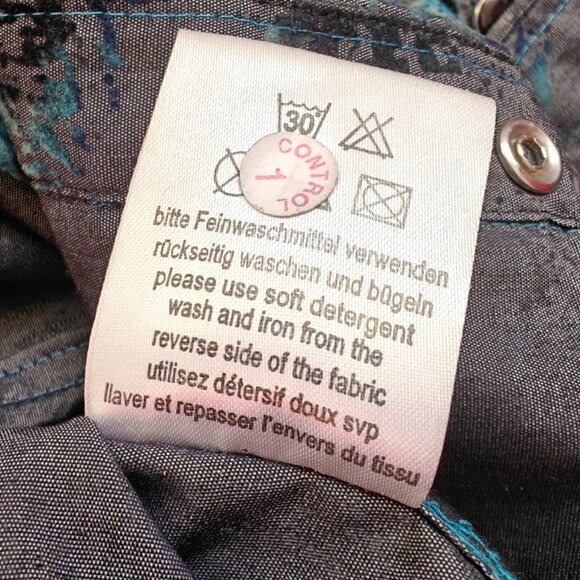 30
CONTROL
1
bitte Feinwaschmittel verwenden
rückseitig waschen und bügeln
please use soft detergent
wash and iron from the
reverse side of the fabric
utilisez détersif doux svp
llaver et repasser l'envers du tissu